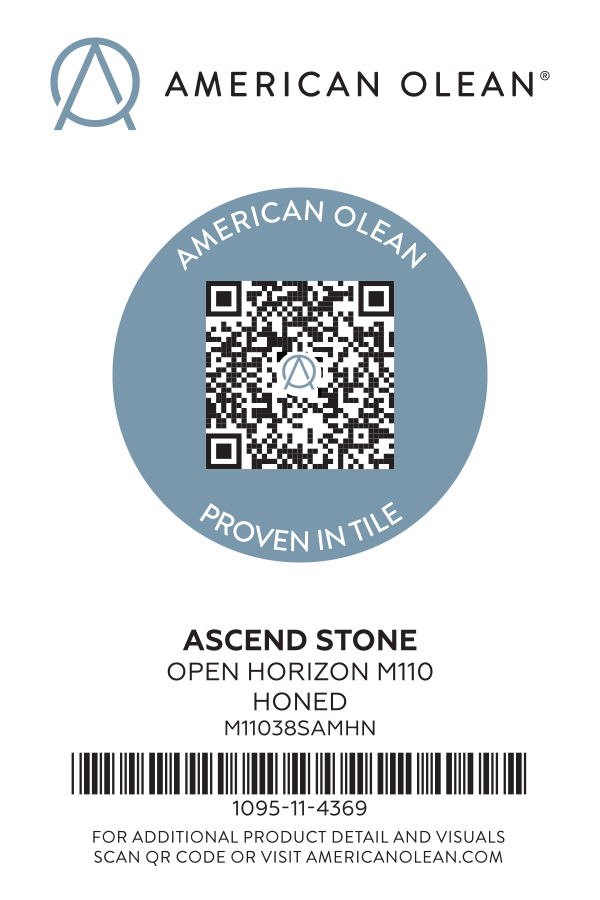 AMERICAN OLEAN®
AMERICAN OLEAN
PROVEN IN TILE
ASCEND STONE
OPEN HORIZON M110
HONED
M11038SAMHN
1095-11-4369
FOR ADDITIONAL PRODUCT DETAIL AND VISUALS
SCAN QR CODE OR VISIT AMERICANOLEAN.COM